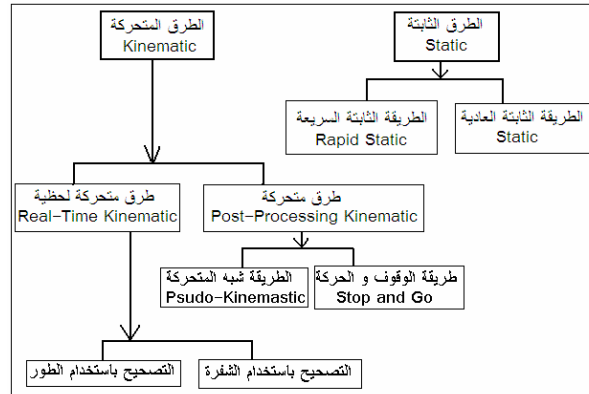 الطرق الثابتة
Static
الطرق المتحركة
Kinematic
الطريقة الثابتة العادية
Static
الطريقة الثابتة السريعة
Rapid Static
طرق متحركة
Post-Processing Kinematic
طرق متحركة لحظية
Real-Time Kinematic
طريقة الوقوف و الحركة
Stop and Go
الطريقة شبه المتحركة
Psudo-Kinemastic
التصحيح باستخدام الشفرة
التصحيح باستخدام الطور